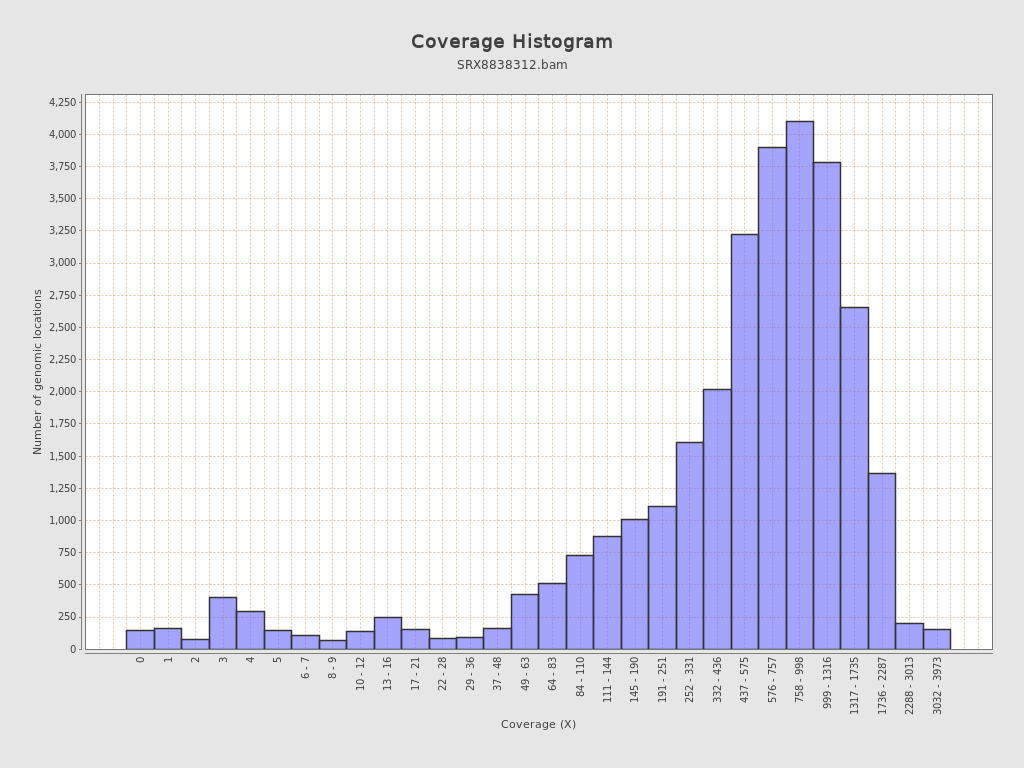 Coverage Histogram
SRX8838312.bam
Number of genomic locations
4,250
4,000
3,750
3,500
3,250
3,000
2,750
2,500
2,250
2,000
1,750
1,500
1,250
1,000
750
500
250
0
0
1
2
3
4
5
6 - 7
8 - 9
10 - 12
13 - 16
17 - 21
22 - 28
29 - 36
37 - 48
49 - 63
64 - 83
84 - 110
111 - 144
145 - 190
191 - 251
252 - 331
332 - 436
437 - 575
576 - 757
758 - 998
999 - 1316
1317 - 1735
1736 - 2287
2288 - 3013
3032 - 3973
Coverage (X)